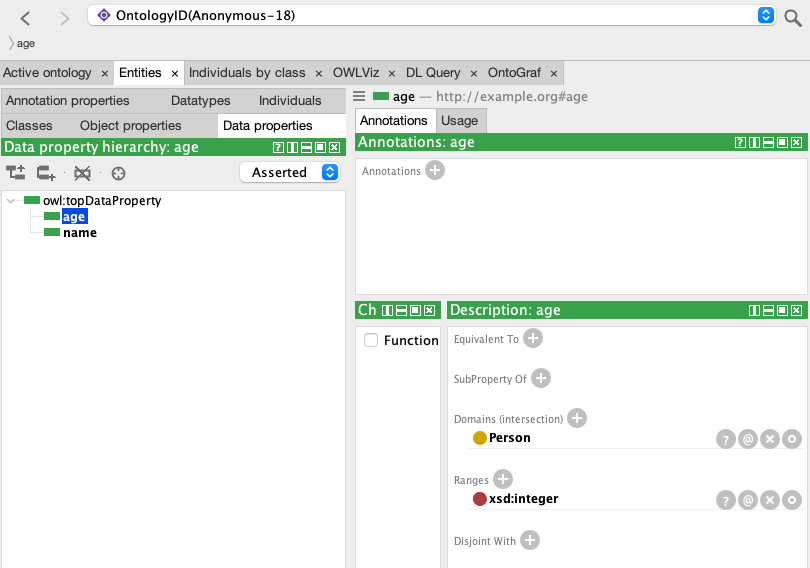 OntologyID(Anonymous-18)
age
Active ontology × Entities × Individuals by class × OWLViz × DL Query × OntoGraf ×
Annotation properties Datatypes Individuals
Classes Object properties Data properties
Data property hierarchy: age
Asserted
owl:topDataProperty
age
name
age — http://example.org#age
Annotations Usage
Annotations: age
Annotations
Ch
Function
Description: age
Equivalent To
SubProperty Of
Domains (intersection)
Person
Ranges
xsd:integer
Disjoint With